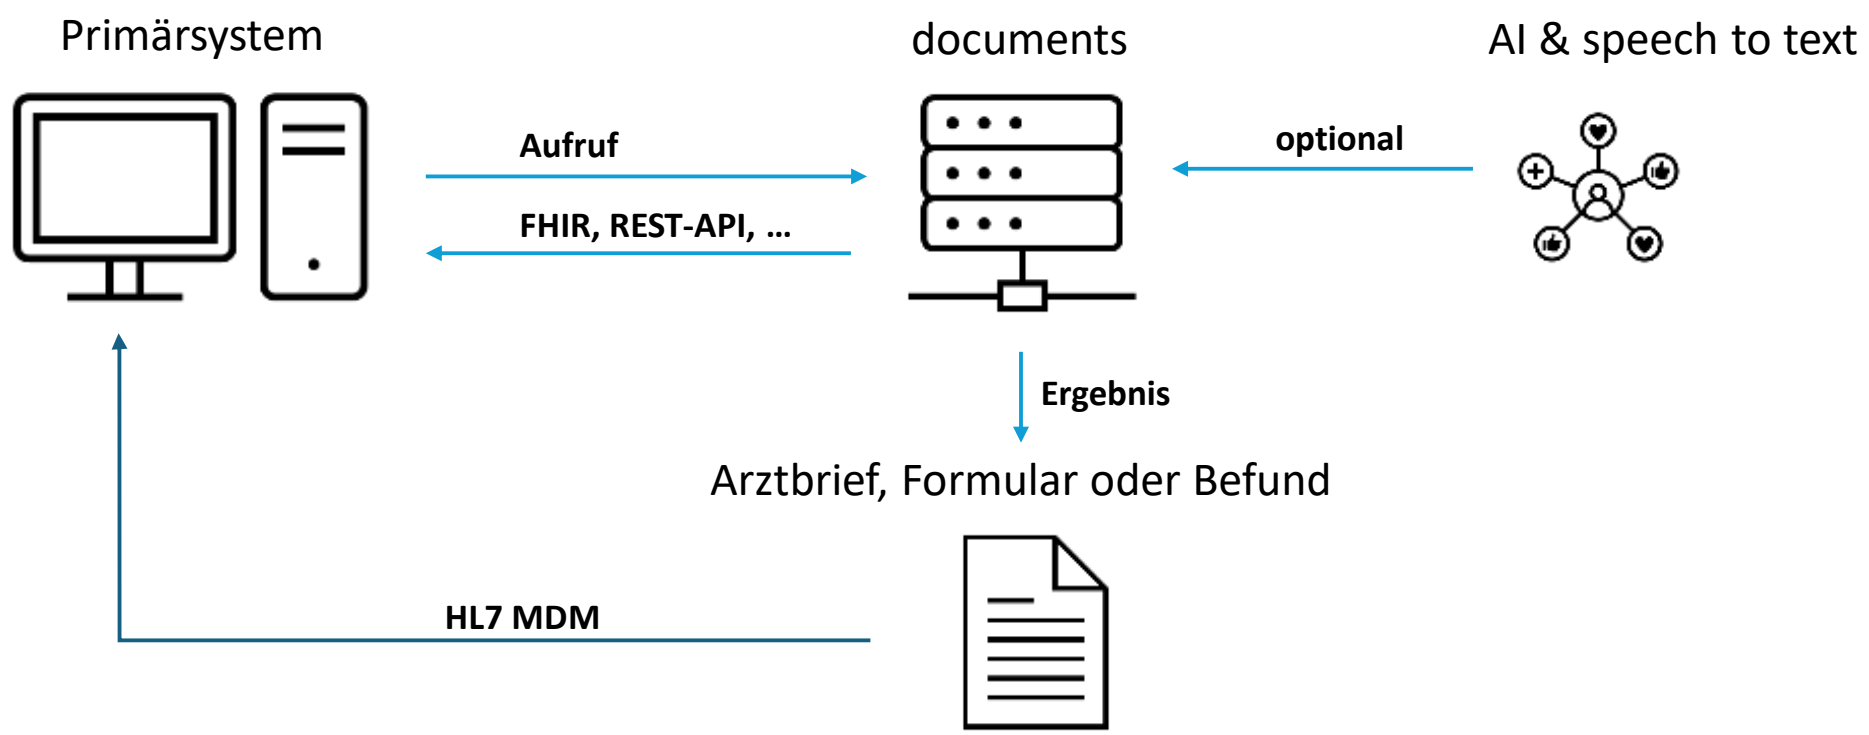 Primärsystem
documents
AI & speech to text
Aufruf
optional
FHIR, REST-API, ...
Ergebnis
Arztbrief, Formular oder Befund
HL7 MDM